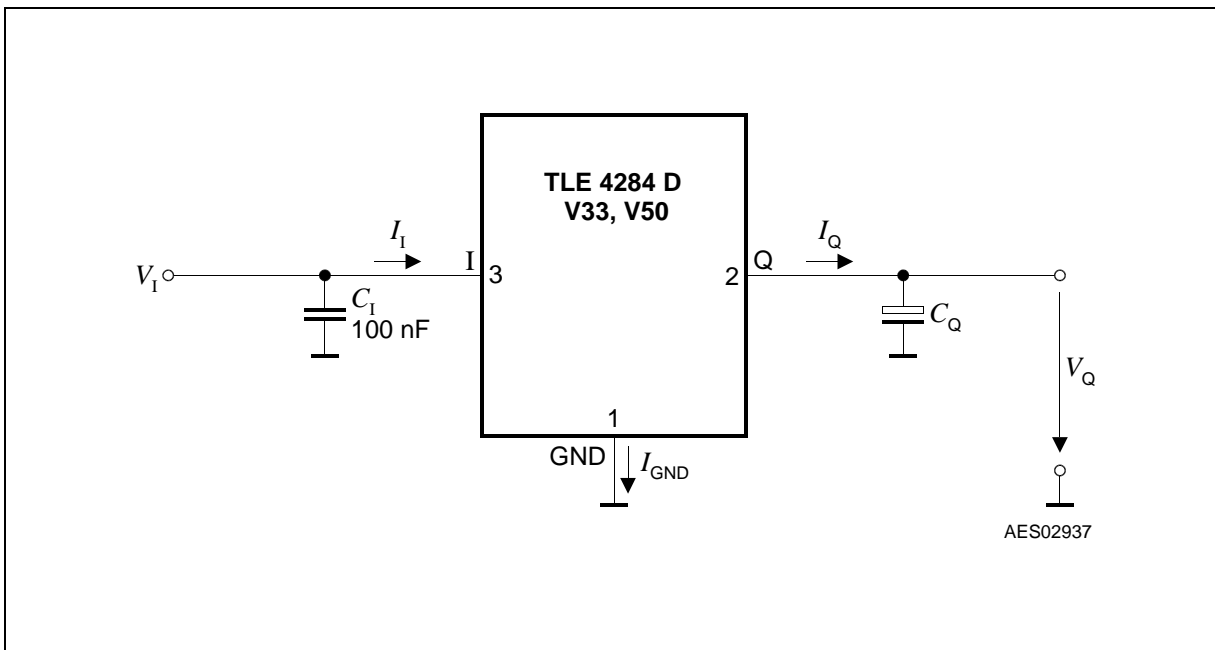 TLE 4284 D
V33, V50
I_I
I_Q
V_I
I
3
2
Q
C_I
100 nF
C_Q
V_Q
1
GND
I_GND
AES02937